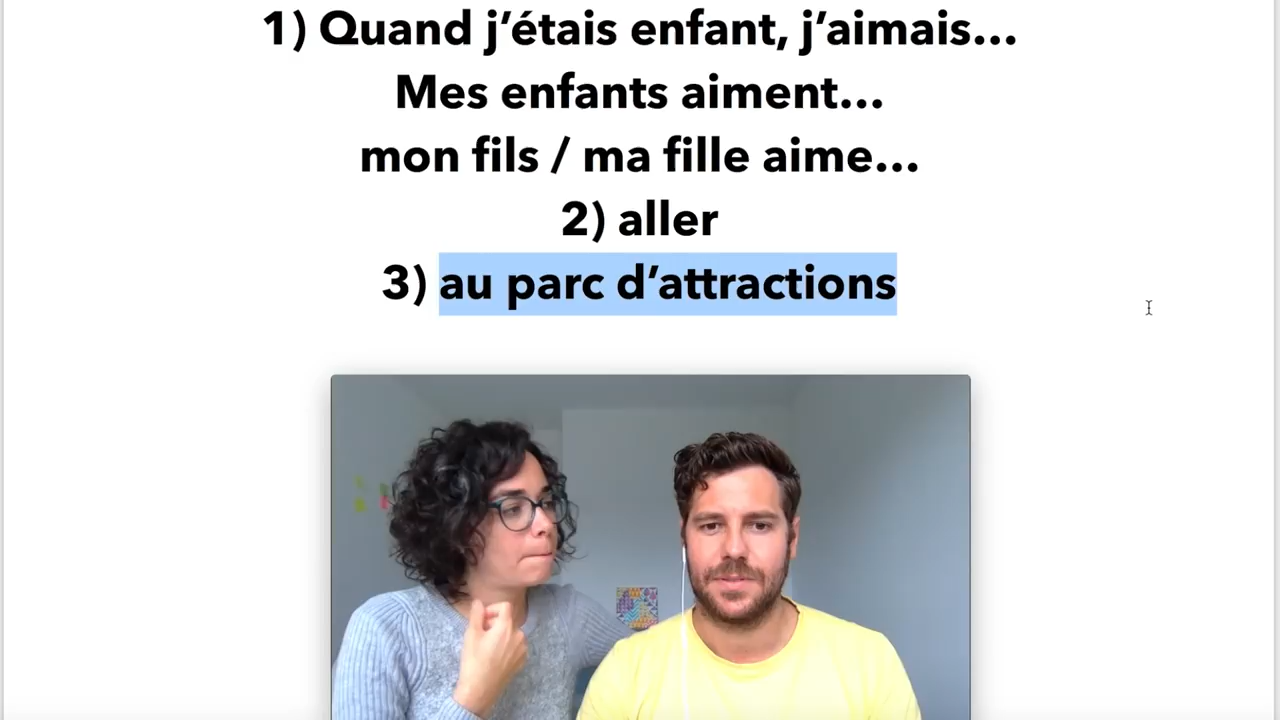 1) Quand j’étais enfant, j’aimais...
Mes enfants aiment...
mon fils / ma fille aime...
2) aller
3) au parc d’attractions